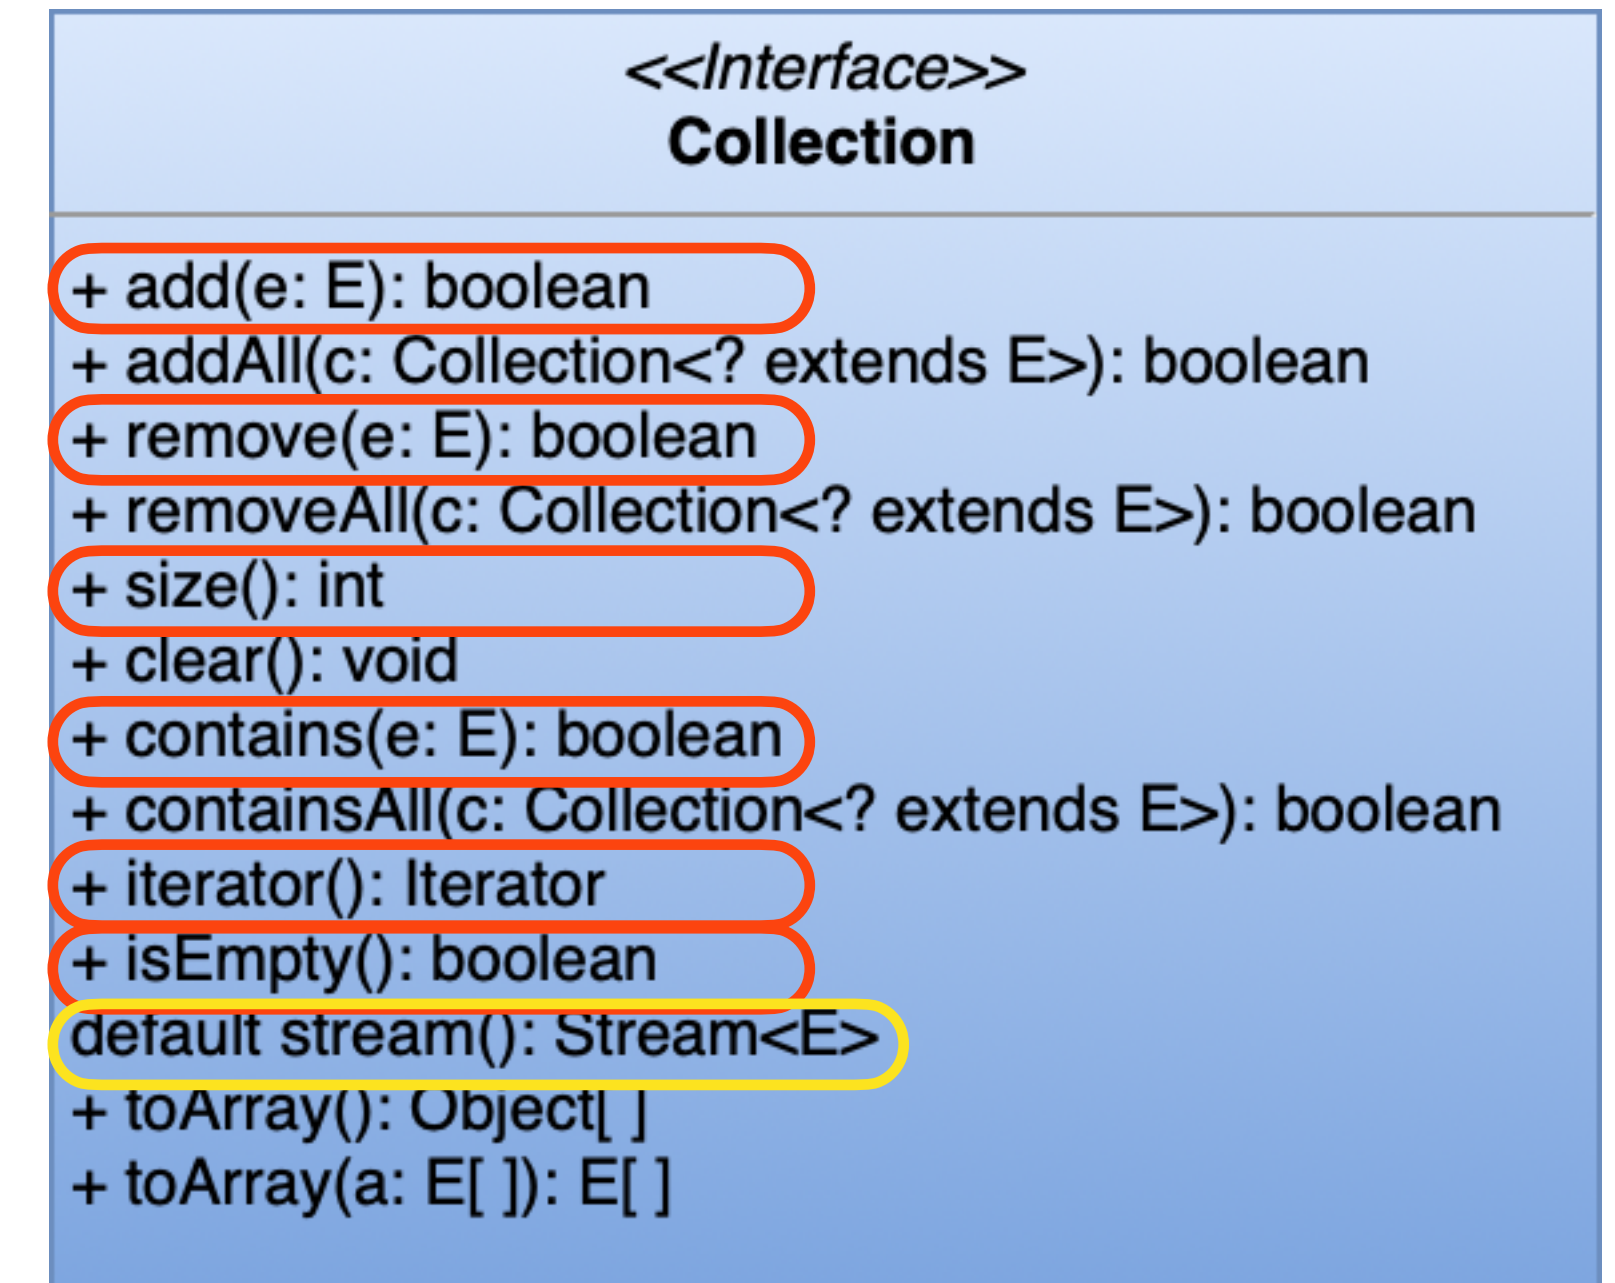 <<Interface>>
Collection
+ add(e: E): boolean
+ addAll(c: Collection<? extends E>): boolean
+ remove(e: E): boolean
+ removeAll(c: Collection<? extends E>): boolean
+ size(): int
+ clear(): void
+ contains(e: E): boolean
+ containsAll(c: Collection<? extends E>): boolean
+ iterator(): Iterator
+ isEmpty(): boolean
default stream(): Stream<E>
+ toArray(): Object[ ]
+ toArray(a: E[ ]): E[ ]